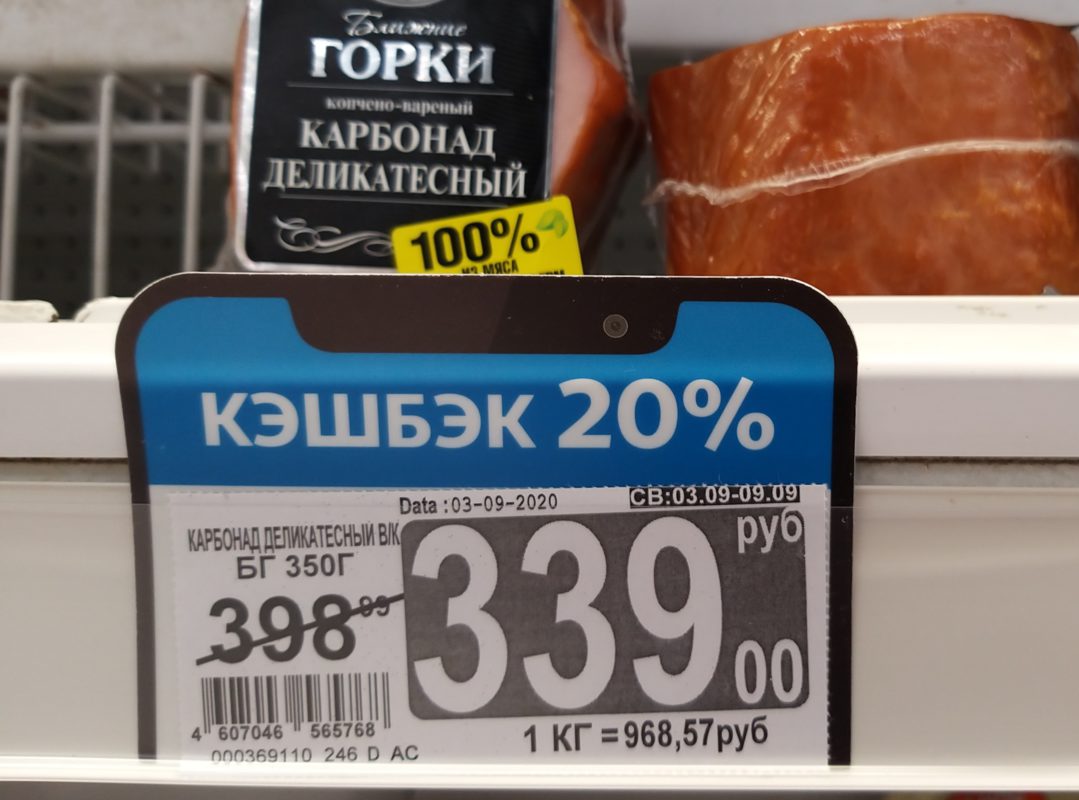 Ближние
ГОРКИ
копчено-вареный
КАРБОНАД
ДЕЛИКАТЕСНЫЙ
100%
ИЗ МЯСА
КЭШБЭК 20%
Data :03-09-2020
СВ:03.09-09.09
КАРБОНАД ДЕЛИКАТЕСНЫЙ В/К
БГ 350Г
398 99
339 руб 00
4 607046 565768
1 КГ =968,57руб
000369110 246 D AC